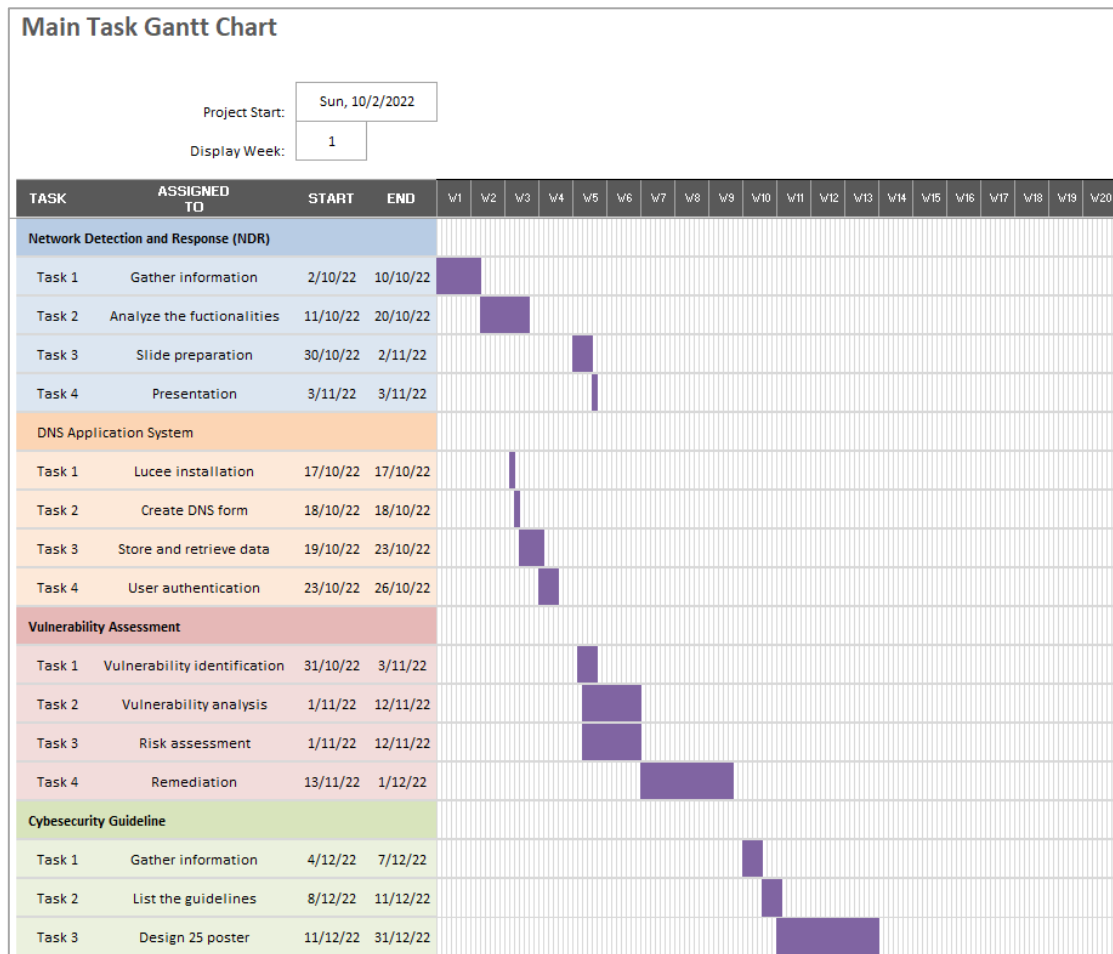 Main Task Gantt Chart
Project Start: Sun, 10/2/2022
Display Week: 1
TASK ASSIGNED TO START END W1 W2 W3 W4 W5 W6 W7 W8 W9 W10 W11 W12 W13 W14 W15 W16 W17 W18 W19 W20
Network Detection and Response (NDR)
Task 1 Gather information 2/10/22 10/10/22
Task 2 Analyze the fuctionalities 11/10/22 20/10/22
Task 3 Slide preparation 30/10/22 2/11/22
Task 4 Presentation 3/11/22 3/11/22
DNS Application System
Task 1 Lucee installation 17/10/22 17/10/22
Task 2 Create DNS form 18/10/22 18/10/22
Task 3 Store and retrieve data 19/10/22 23/10/22
Task 4 User authentication 23/10/22 26/10/22
Vulnerability Assessment
Task 1 Vulnerability identification 31/10/22 3/11/22
Task 2 Vulnerability analysis 1/11/22 12/11/22
Task 3 Risk assessment 1/11/22 12/11/22
Task 4 Remediation 13/11/22 1/12/22
Cybesecurity Guideline
Task 1 Gather information 4/12/22 7/12/22
Task 2 List the guidelines 8/12/22 11/12/22
Task 3 Design 25 poster 11/12/22 31/12/22